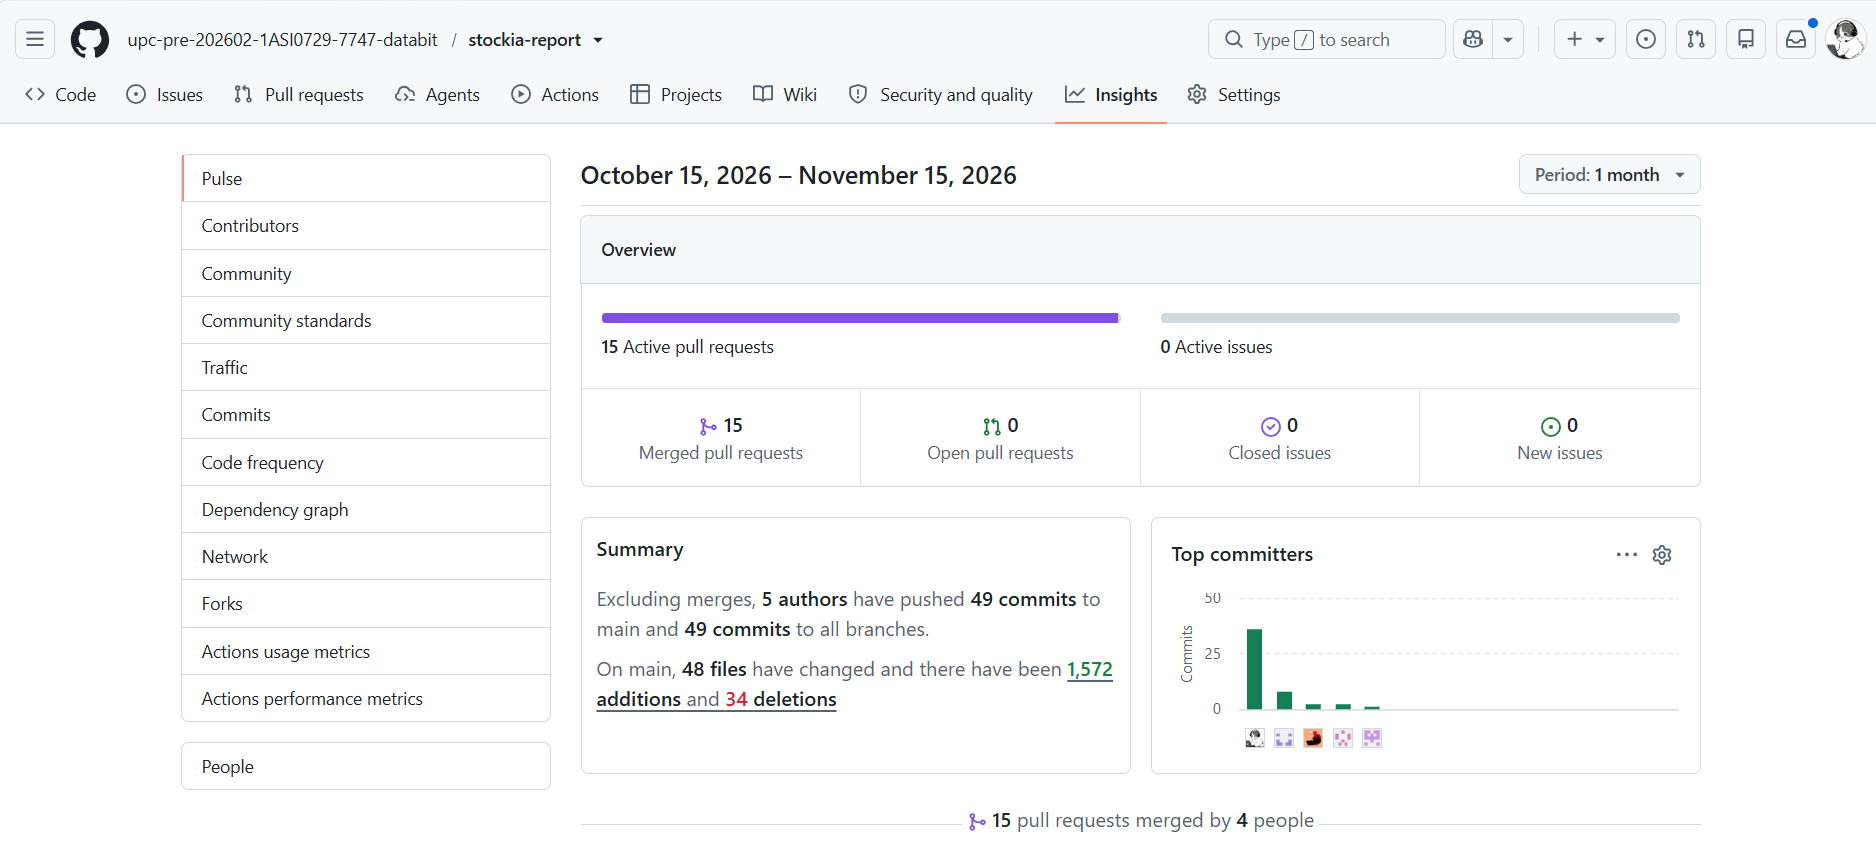 upc-pre-202602-1ASI0729-7747-databit / stockia-report
Type / to search
Code
Issues
Pull requests
Agents
Actions
Projects
Wiki
Security and quality
Insights
Settings
Pulse
Contributors
Community
Community standards
Traffic
Commits
Code frequency
Dependency graph
Network
Forks
Actions usage metrics
Actions performance metrics
People
October 15, 2026 – November 15, 2026
Period: 1 month
Overview
15 Active pull requests
0 Active issues
15
Merged pull requests
0
Open pull requests
0
Closed issues
0
New issues
Summary
Excluding merges, 5 authors have pushed 49 commits to
main and 49 commits to all branches.
On main, 48 files have changed and there have been 1,572
additions and 34 deletions
Top committers
50
25
0
Commits
15 pull requests merged by 4 people